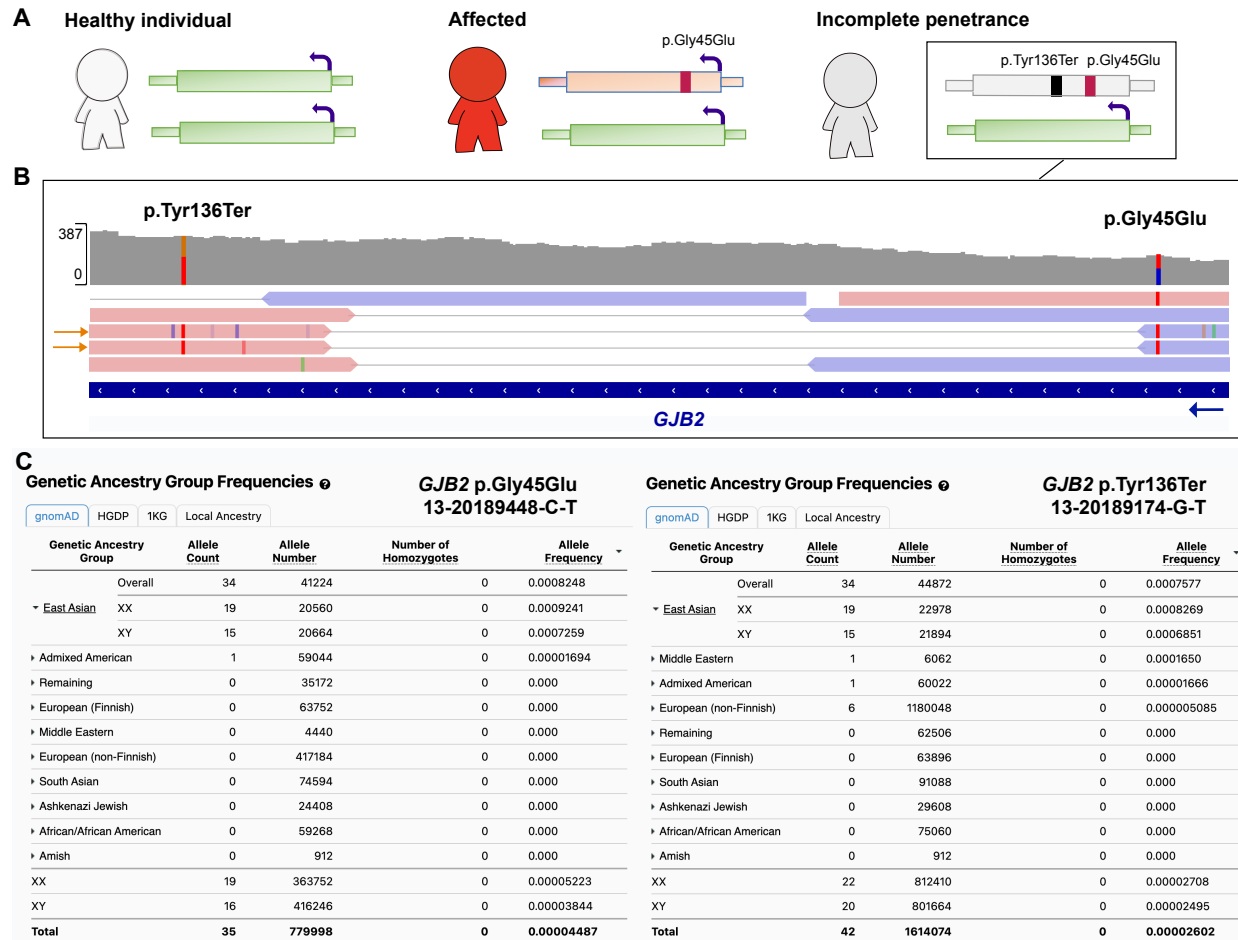 A
Healthy individual
Affected
Incomplete penetrance
p.Gly45Glu
p.Tyr136Ter p.Gly45Glu
B
p.Tyr136Ter
p.Gly45Glu
387
0
GJB2
C
Genetic Ancestry Group Frequencies
GJB2 p.Gly45Glu
13-20189448-C-T
gnomAD HGDP 1KG Local Ancestry
Genetic Ancestry Group Allele Count Allele Number Number of Homozygotes Allele Frequency
Overall 34 41224 0 0.0008248
East Asian XX 19 20560 0 0.0009241
XY 15 20664 0 0.0007259
Admixed American 1 59044 0 0.00001694
Remaining 0 35172 0 0.000
European (Finnish) 0 63752 0 0.000
Middle Eastern 0 4440 0 0.000
European (non-Finnish) 0 417184 0 0.000
South Asian 0 74594 0 0.000
Ashkenazi Jewish 0 24408 0 0.000
African/African American 0 59268 0 0.000
Amish 0 912 0 0.000
XX 19 363752 0 0.00005223
XY 16 416246 0 0.00003844
Total 35 779998 0 0.00004487
Genetic Ancestry Group Frequencies
GJB2 p.Tyr136Ter
13-20189174-G-T
gnomAD HGDP 1KG Local Ancestry
Genetic Ancestry Group Allele Count Allele Number Number of Homozygotes Allele Frequency
Overall 34 44872 0 0.0007577
East Asian XX 19 22978 0 0.0008269
XY 15 21894 0 0.0006851
Middle Eastern 1 6062 0 0.0001650
Admixed American 1 60022 0 0.00001666
European (non-Finnish) 6 1180048 0 0.000005085
Remaining 0 62506 0 0.000
European (Finnish) 0 63896 0 0.000
South Asian 0 91088 0 0.000
Ashkenazi Jewish 0 29608 0 0.000
African/African American 0 75060 0 0.000
Amish 0 912 0 0.000
XX 22 812410 0 0.00002708
XY 20 801664 0 0.00002495
Total 42 1614074 0 0.00002602